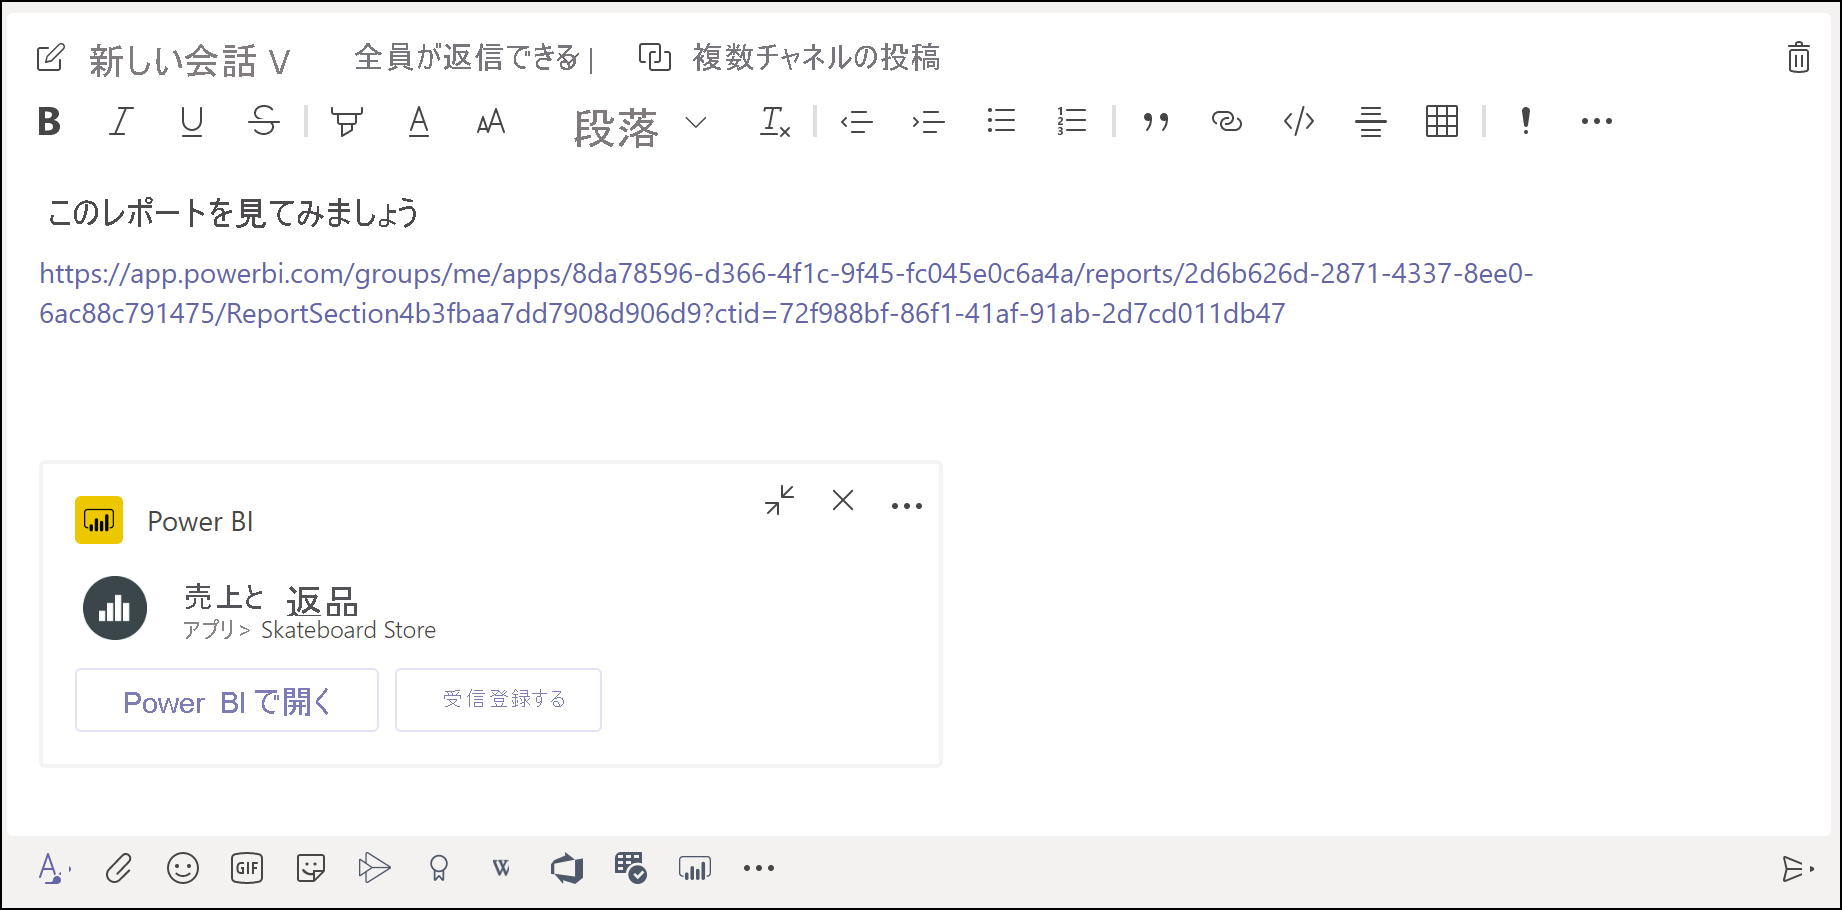 新しい会話 V 全員が返信できる | 複数チャネルの投稿
B I U S A AA 段落
このレポートを見てみましょう
https://app.powerbi.com/groups/me/apps/8da78596-d366-4f1c-9f45-fc045e0c6a4a/reports/2d6b626d-2871-4337-8ee0-
6ac88c791475/ReportSection4b3fbaa7dd7908d906d9?ctid=72f988bf-86f1-41af-91ab-2d7cd011db47
Power BI
売上と 返品
アプリ> Skateboard Store
Power BI で開く 受信登録する
GIF